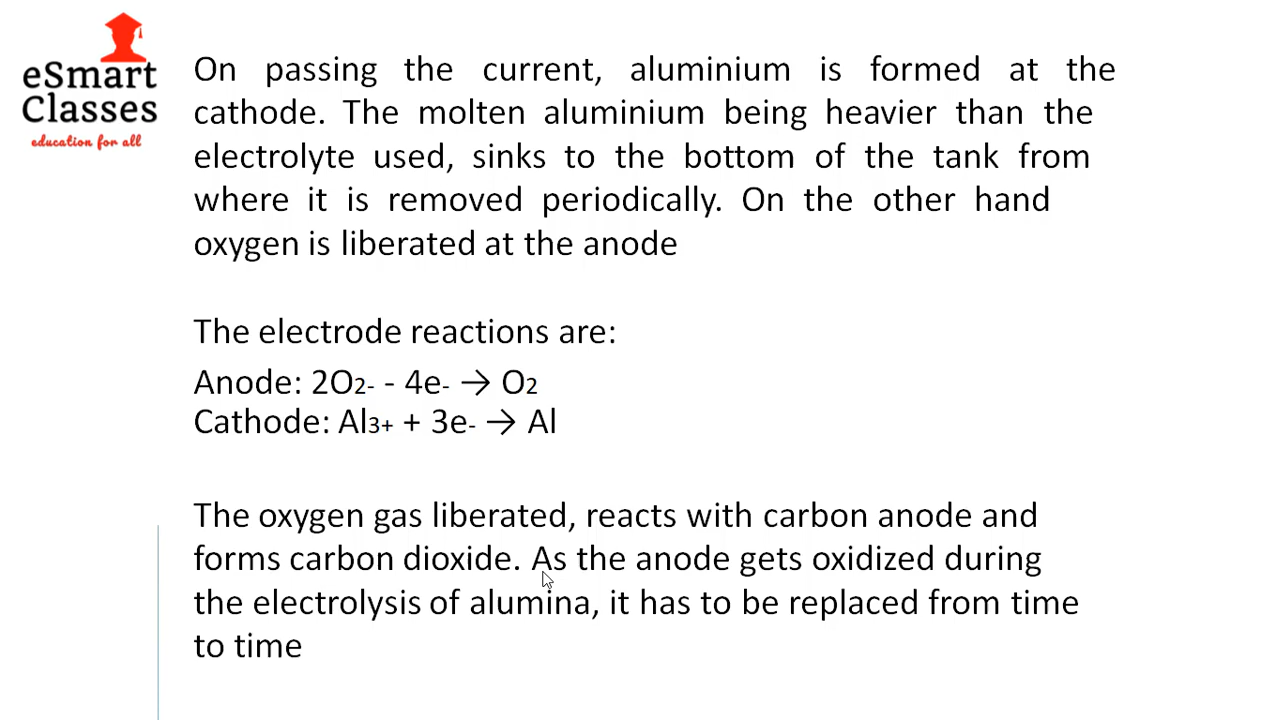 eSmart
Classes
education for all
On passing the current, aluminium is formed at the
cathode. The molten aluminium being heavier than the
electrolyte used, sinks to the bottom of the tank from
where it is removed periodically. On the other hand
oxygen is liberated at the anode
The electrode reactions are:
Anode: 2O2- - 4e- → O2
Cathode: Al3+ + 3e- → Al
The oxygen gas liberated, reacts with carbon anode and
forms carbon dioxide. As the anode gets oxidized during
the electrolysis of alumina, it has to be replaced from time
to time